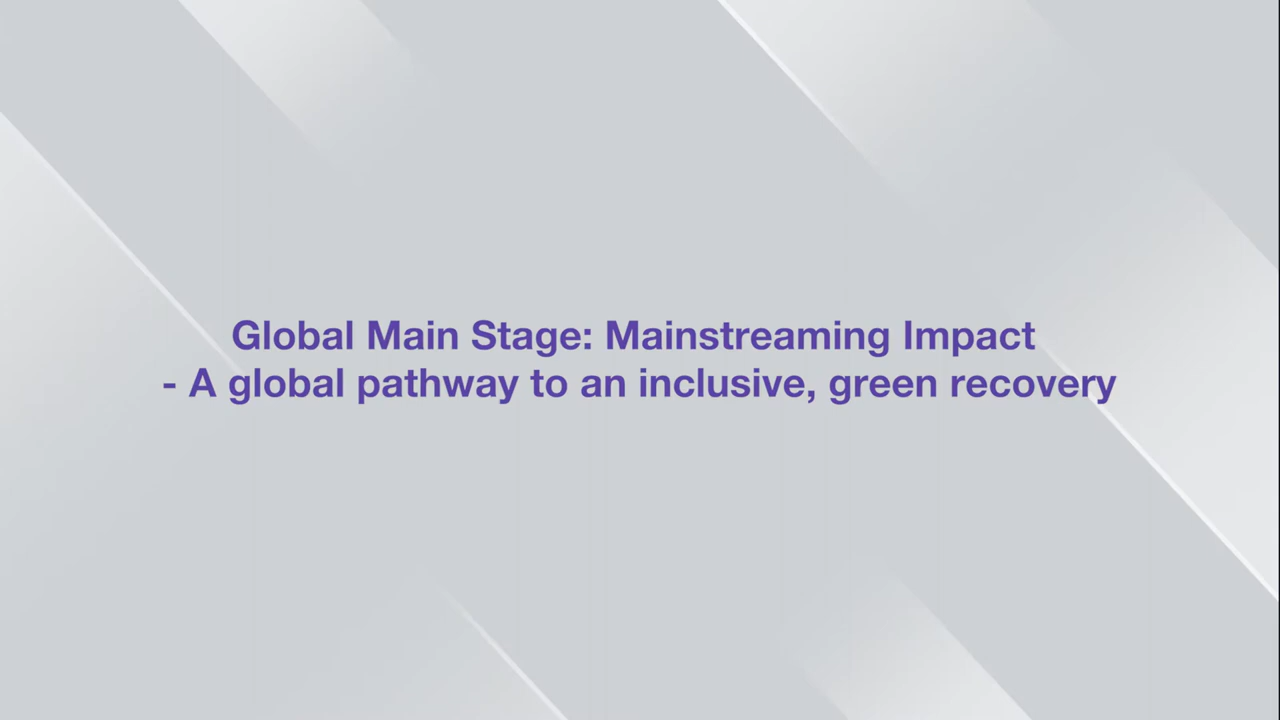 Global Main Stage: Mainstreaming Impact
- A global pathway to an inclusive, green recovery